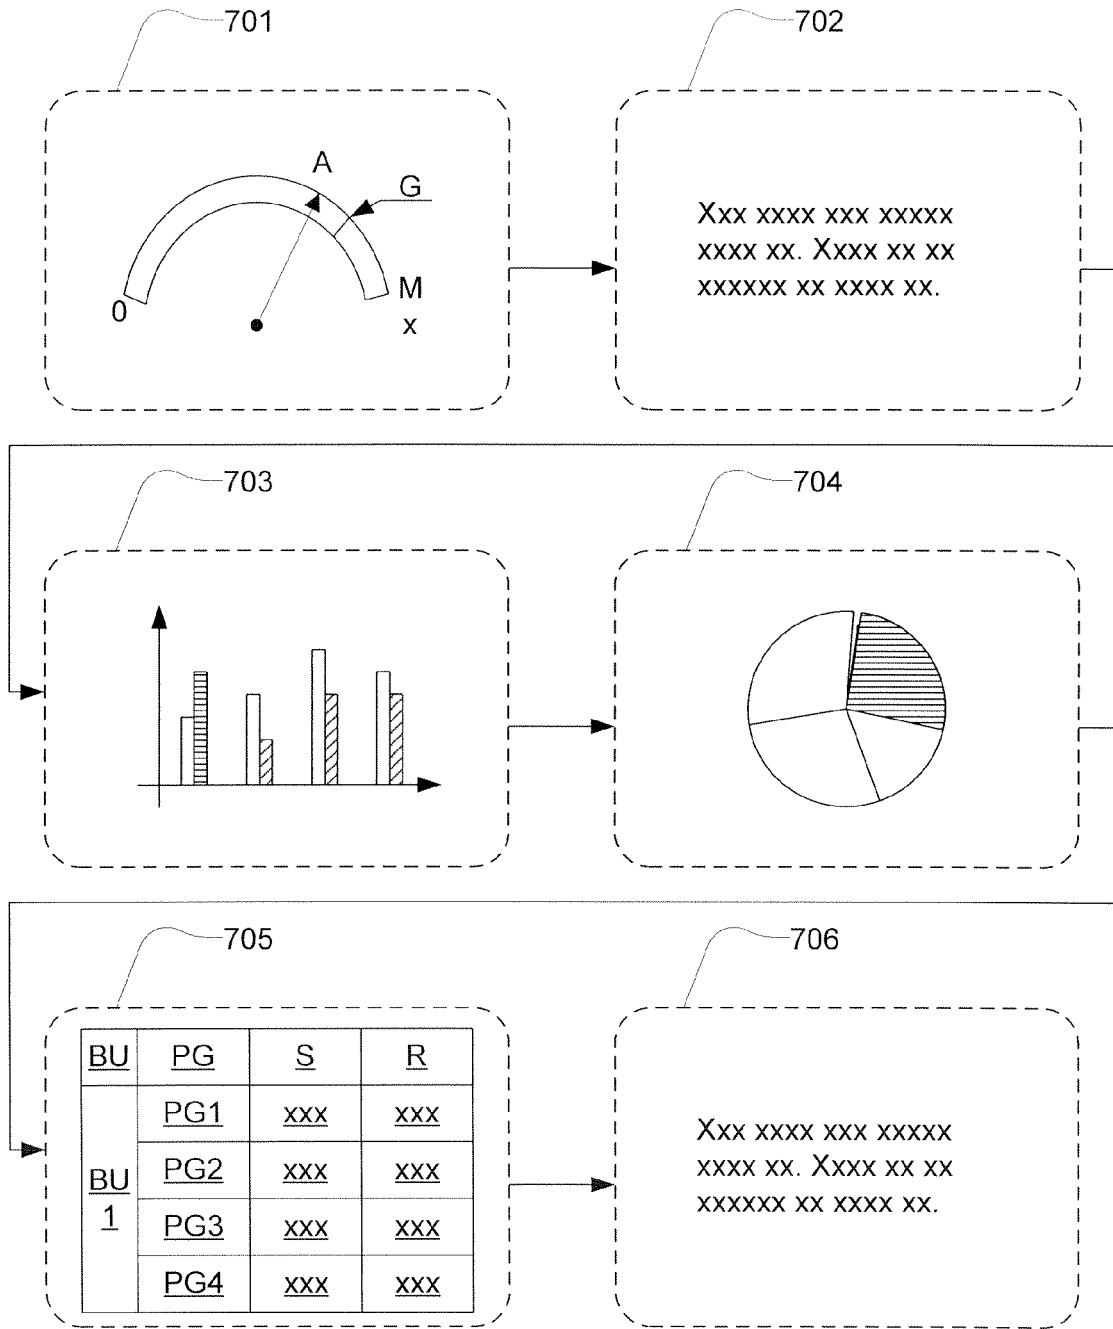 701
702
A
G
0
M
x
Xxx xxxx xxx xxxxx
xxxx xx. Xxxx xx xx
xxxxxx xx xxxx xx.
703
704
705
706
BU PG S R
BU
1
PG1 xxx xxx
PG2 xxx xxx
PG3 xxx xxx
PG4 xxx xxx
Xxx xxxx xxx xxxxx
xxxx xx. Xxxx xx xx
xxxxxx xx xxxx xx.